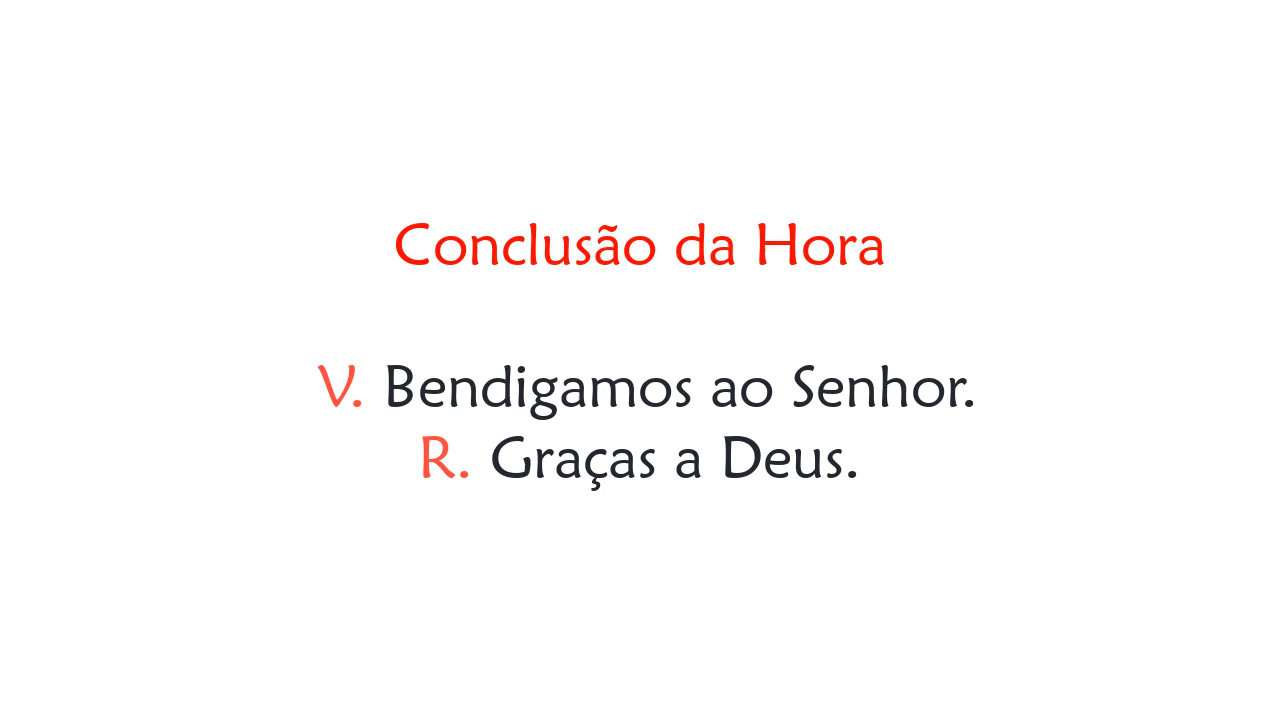 Conclusão da Hora
V. Bendigamos ao Senhor.
R. Graças a Deus.